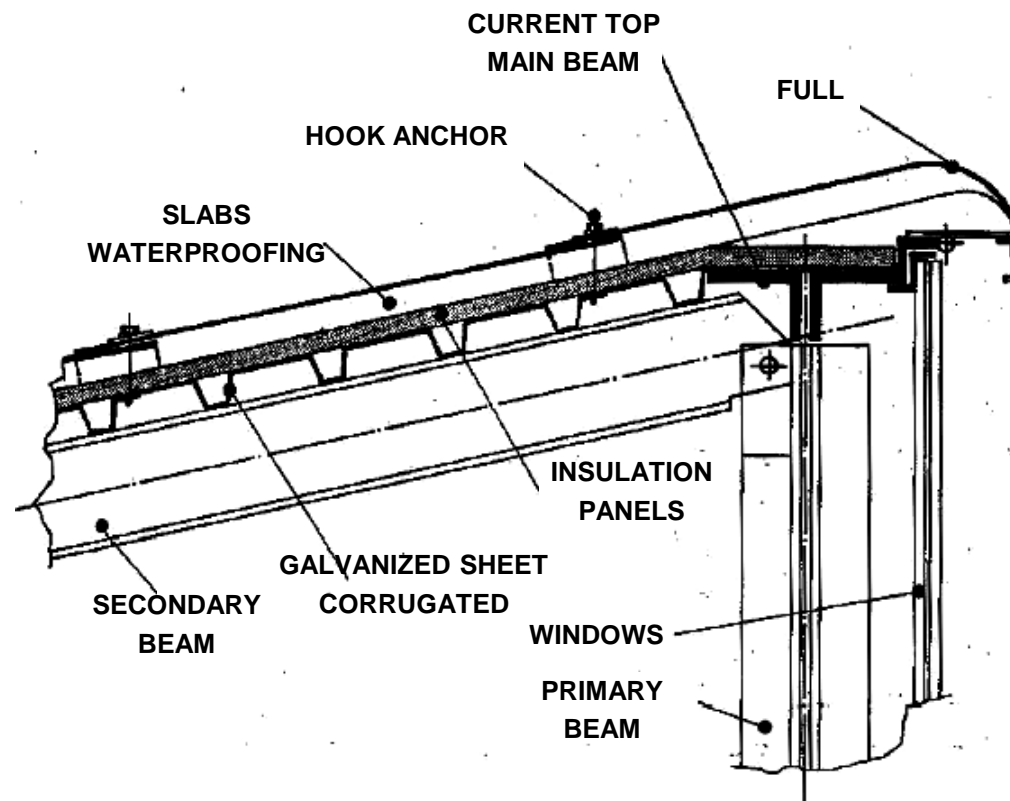 CURRENT TOP
MAIN BEAM
FULL
HOOK ANCHOR
SLABS
WATERPROOFING
INSULATION
PANELS
GALVANIZED SHEET
CORRUGATED
SECONDARY
BEAM
WINDOWS
PRIMARY
BEAM